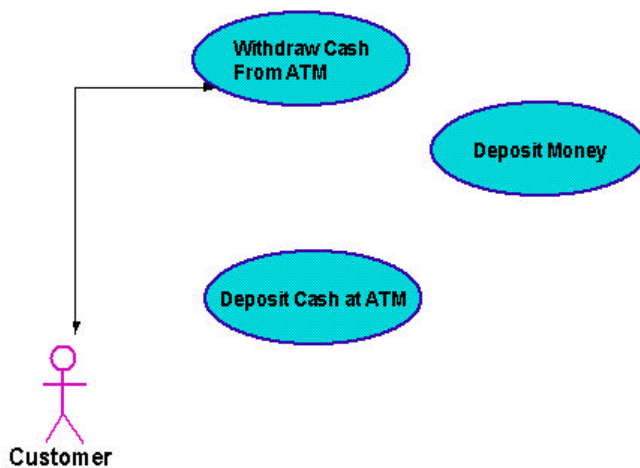 Withdraw Cash
From ATM
Deposit Money
Deposit Cash at ATM
Customer